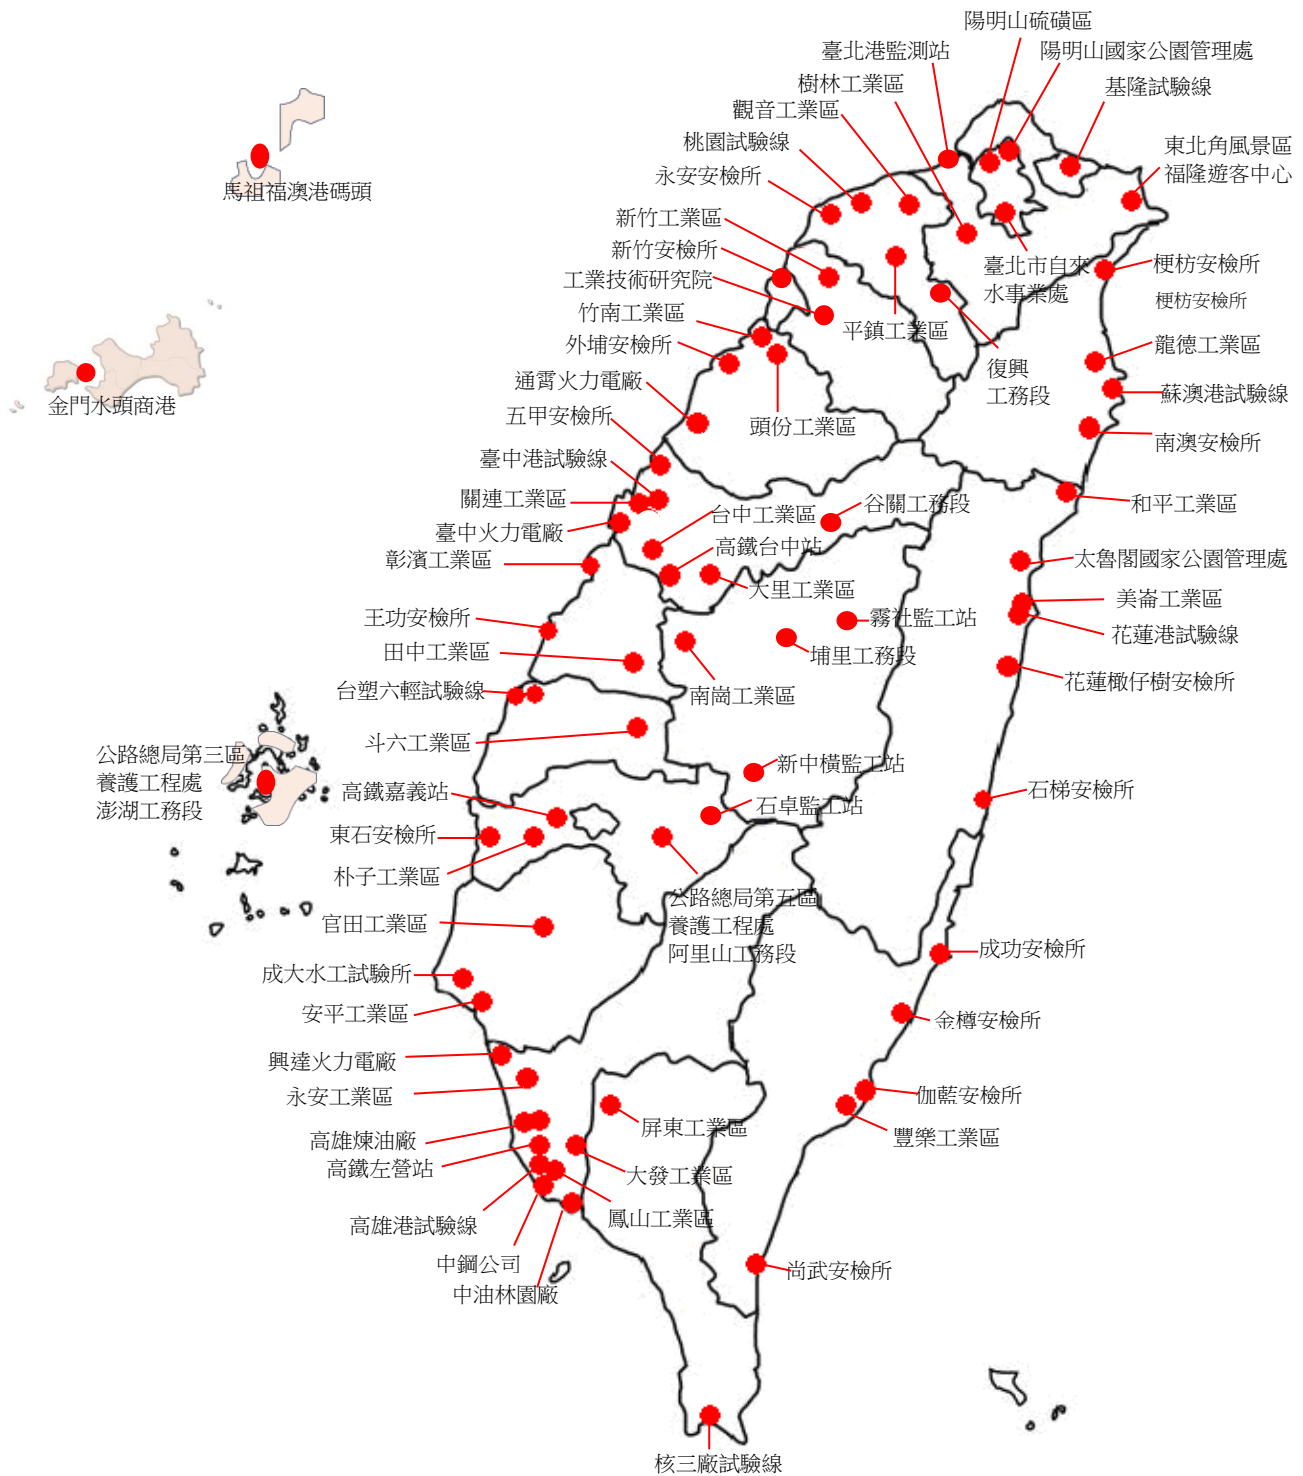 陽明山硫磺區
臺北港監測站
陽明山國家公園管理處
樹林工業區
基隆試驗線
觀音工業區
桃園試驗線
東北角風景區
福隆遊客中心
永安安檢所
馬祖福澳港碼頭
新竹工業區
新竹安檢所
臺北市自來
水事業處
梗枋安檢所
工業技術研究院
梗枋安檢所
竹南工業區
平鎮工業區
外埔安檢所
龍德工業區
復興
工務段
通霄火力電廠
蘇澳港試驗線
金門水頭商港
五甲安檢所
頭份工業區
南澳安檢所
臺中港試驗線
關連工業區
台中工業區
谷關工務段
和平工業區
臺中火力電廠
高鐵台中站
彰濱工業區
太魯閣國家公園管理處
大里工業區
美崙工業區
王功安檢所
霧社監工站
花蓮港試驗線
田中工業區
埔里工務段
花蓮橄仔樹安檢所
台塑六輕試驗線
南崗工業區
斗六工業區
公路總局第三區
養護工程處
澎湖工務段
新中橫監工站
高鐵嘉義站
石卓監工站
石梯安檢所
東石安檢所
朴子工業區
公路總局第五區
養護工程處
阿里山工務段
官田工業區
成功安檢所
成大水工試驗所
安平工業區
金樽安檢所
興達火力電廠
永安工業區
伽藍安檢所
屏東工業區
豐樂工業區
高雄煉油廠
高鐵左營站
大發工業區
高雄港試驗線
鳳山工業區
中鋼公司
尚武安檢所
中油林園廠
核三廠試驗線